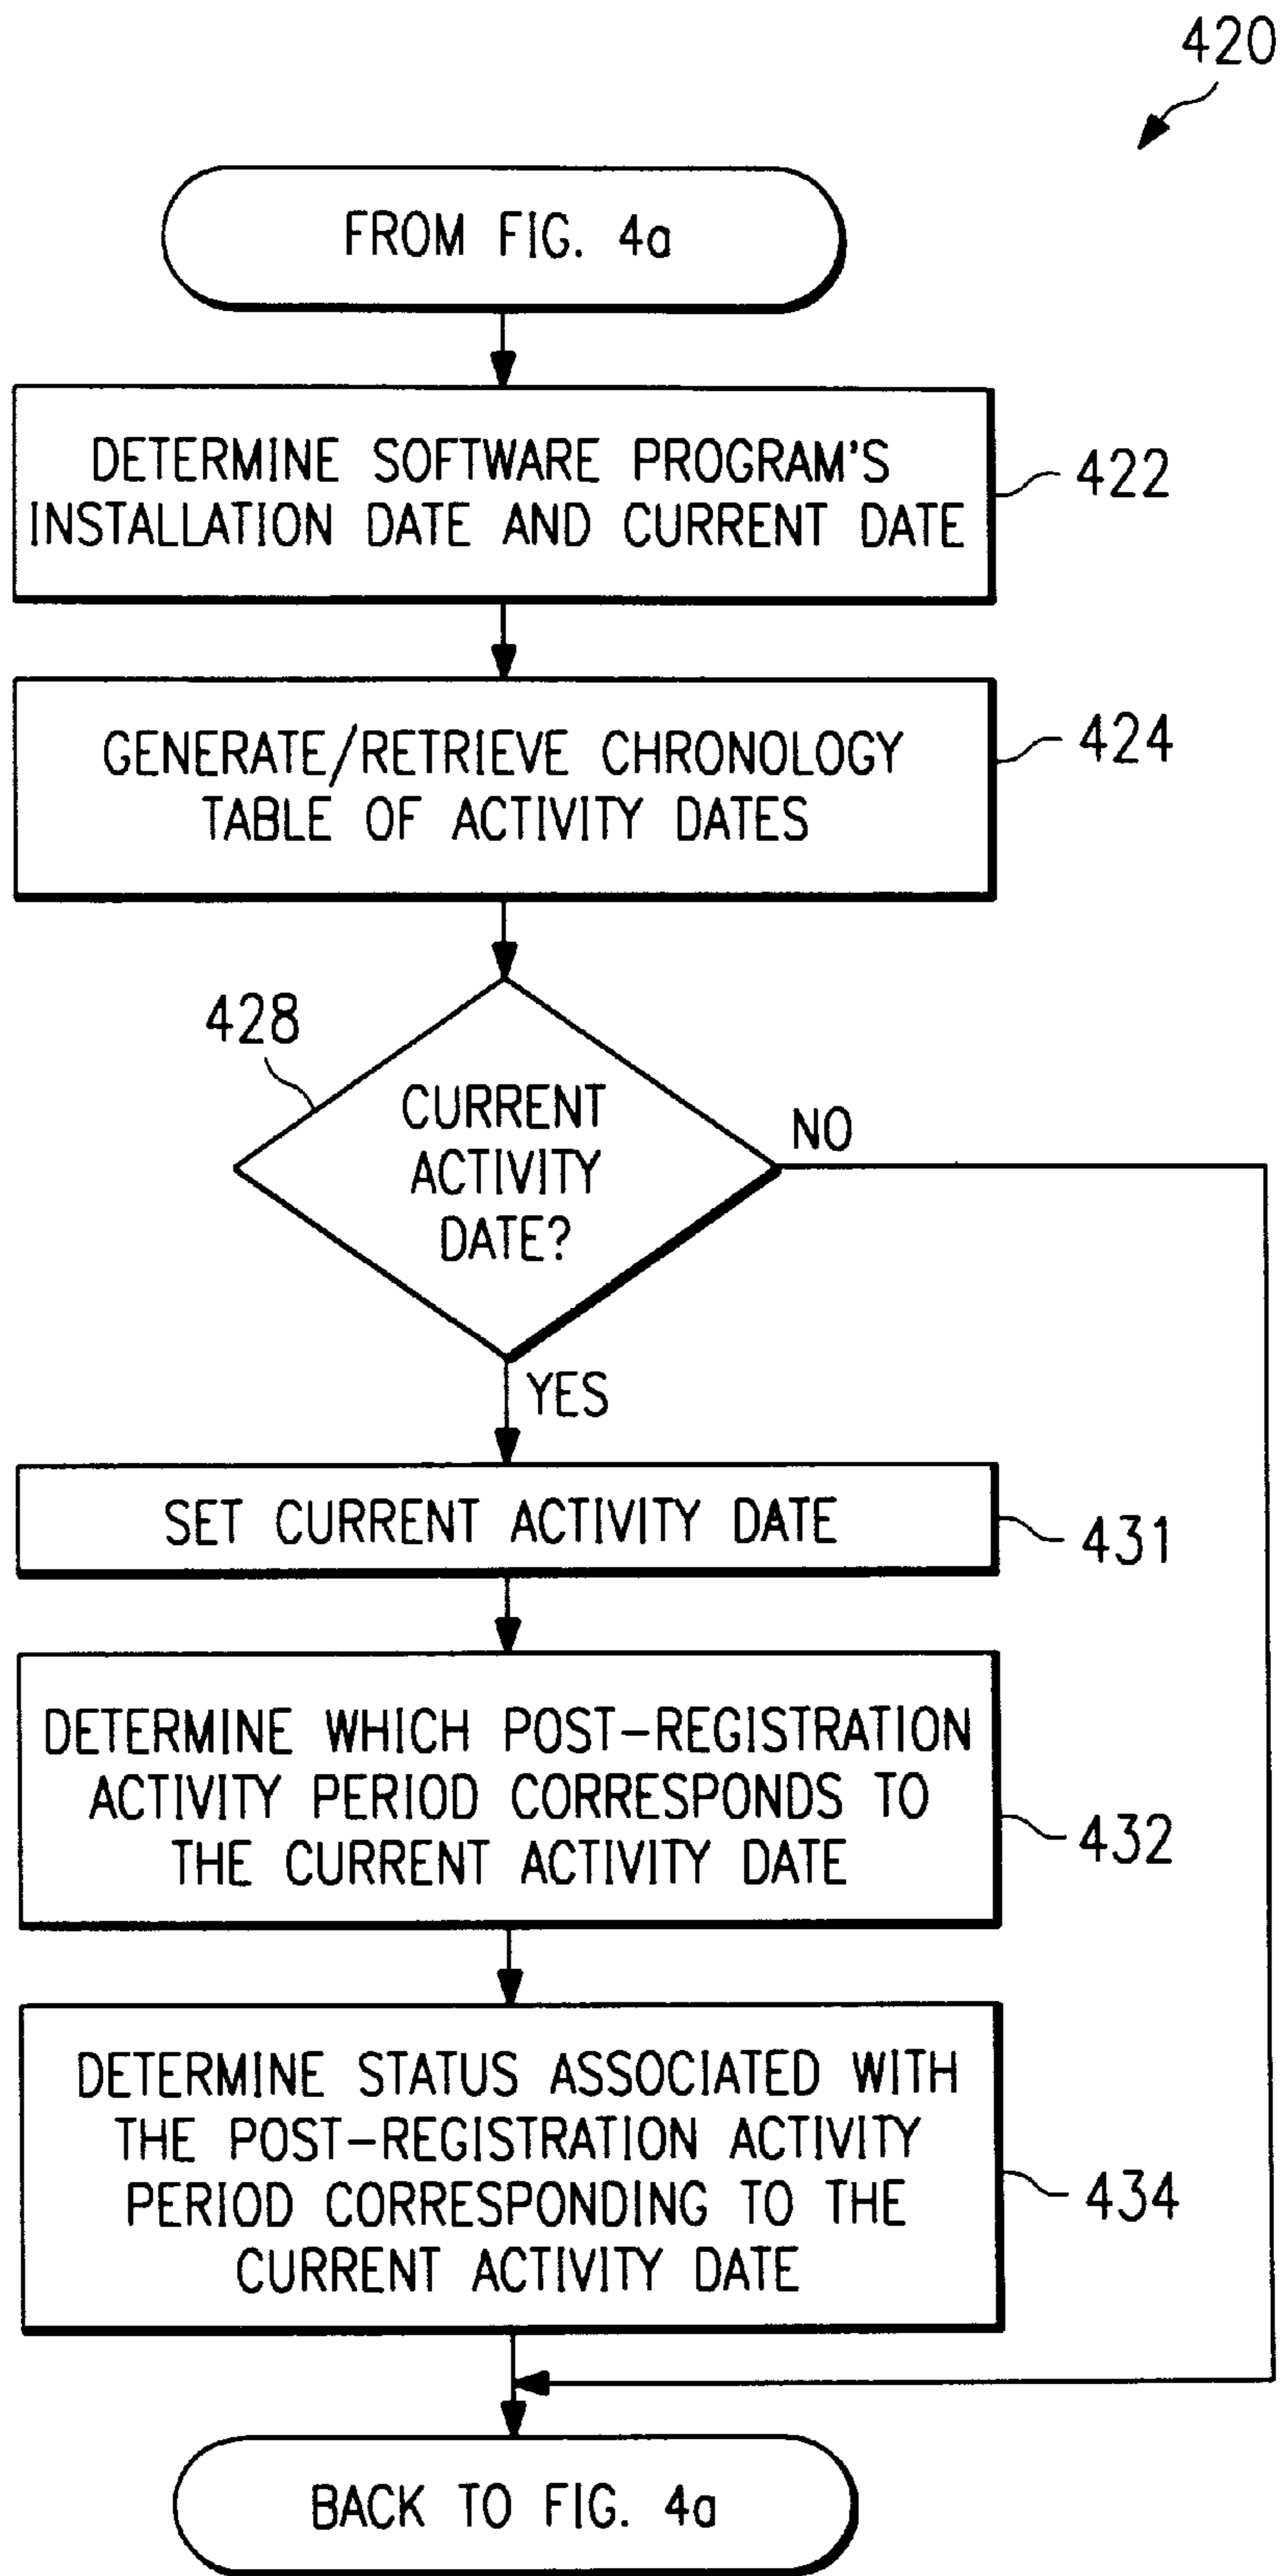 420
FROM FIG. 4a
DETERMINE SOFTWARE PROGRAM'S
INSTALLATION DATE AND CURRENT DATE
422
GENERATE/RETRIEVE CHRONOLOGY
TABLE OF ACTIVITY DATES
424
428
CURRENT
ACTIVITY
DATE?
NO
YES
SET CURRENT ACTIVITY DATE
431
DETERMINE WHICH POST-REGISTRATION
ACTIVITY PERIOD CORRESPONDS TO
THE CURRENT ACTIVITY DATE
432
DETERMINE STATUS ASSOCIATED WITH
THE POST-REGISTRATION ACTIVITY
PERIOD CORRESPONDING TO THE
CURRENT ACTIVITY DATE
434
BACK TO FIG. 4a